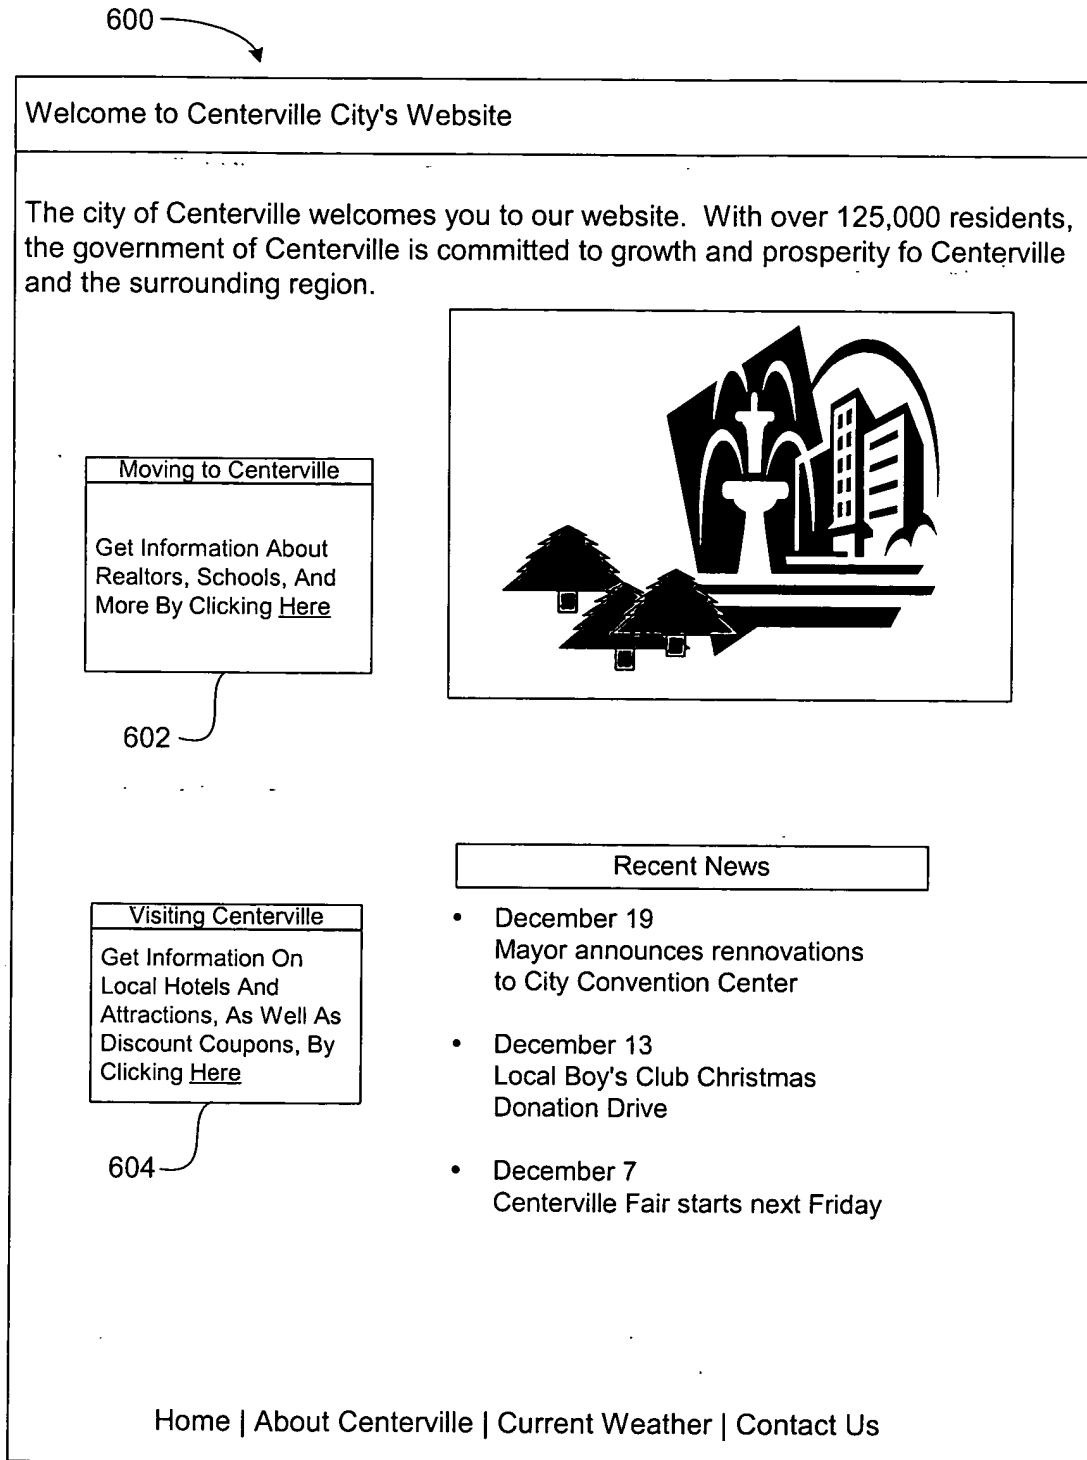 600
Welcome to Centerville City's Website
The city of Centerville welcomes you to our website. With over 125,000 residents,
the government of Centerville is committed to growth and prosperity fo Centerville
and the surrounding region.
Moving to Centerville
Get Information About
Realtors, Schools, And
More By Clicking Here
602
Visiting Centerville
Get Information On
Local Hotels And
Attractions, As Well As
Discount Coupons, By
Clicking Here
604
Recent News
• December 19
Mayor announces rennovations
to City Convention Center
• December 13
Local Boy's Club Christmas
Donation Drive
• December 7
Centerville Fair starts next Friday
Home | About Centerville | Current Weather | Contact Us